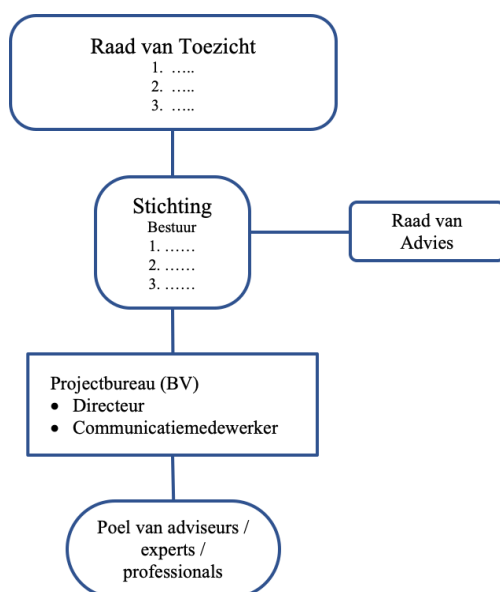 Raad van Toezicht
1. …..
2. …..
3. …..
Stichting
Bestuur
1. ……
2. ……
3. ……
Raad van
Advies
Projectbureau (BV)
• Directeur
• Communicatiemedewerker
Poel van adviseurs /
experts /
professionals